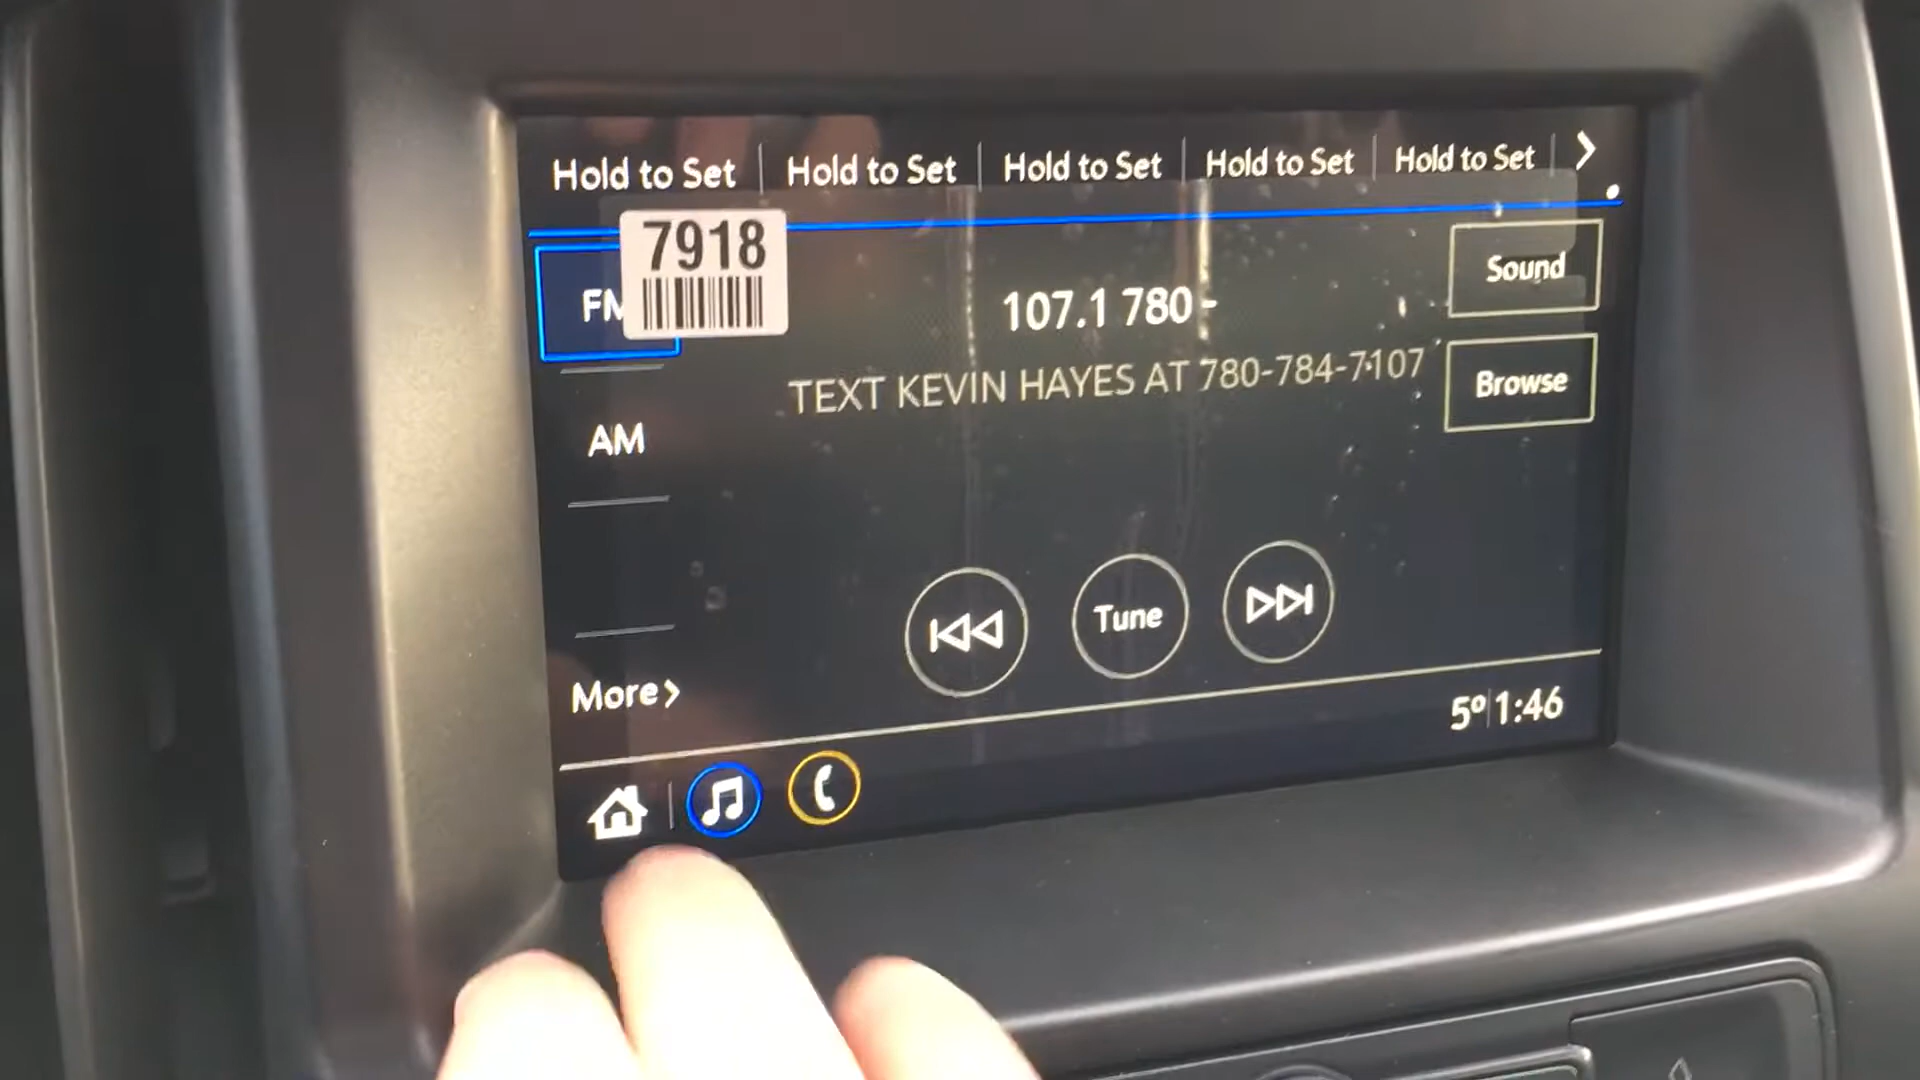 Hold to Set Hold to Set Hold to Set Hold to Set Hold to Set
7918
FM
107.1 780 -
Sound
TEXT KEVIN HAYES AT 780-784-7107
Browse
AM
Tune
More
5° 1:46